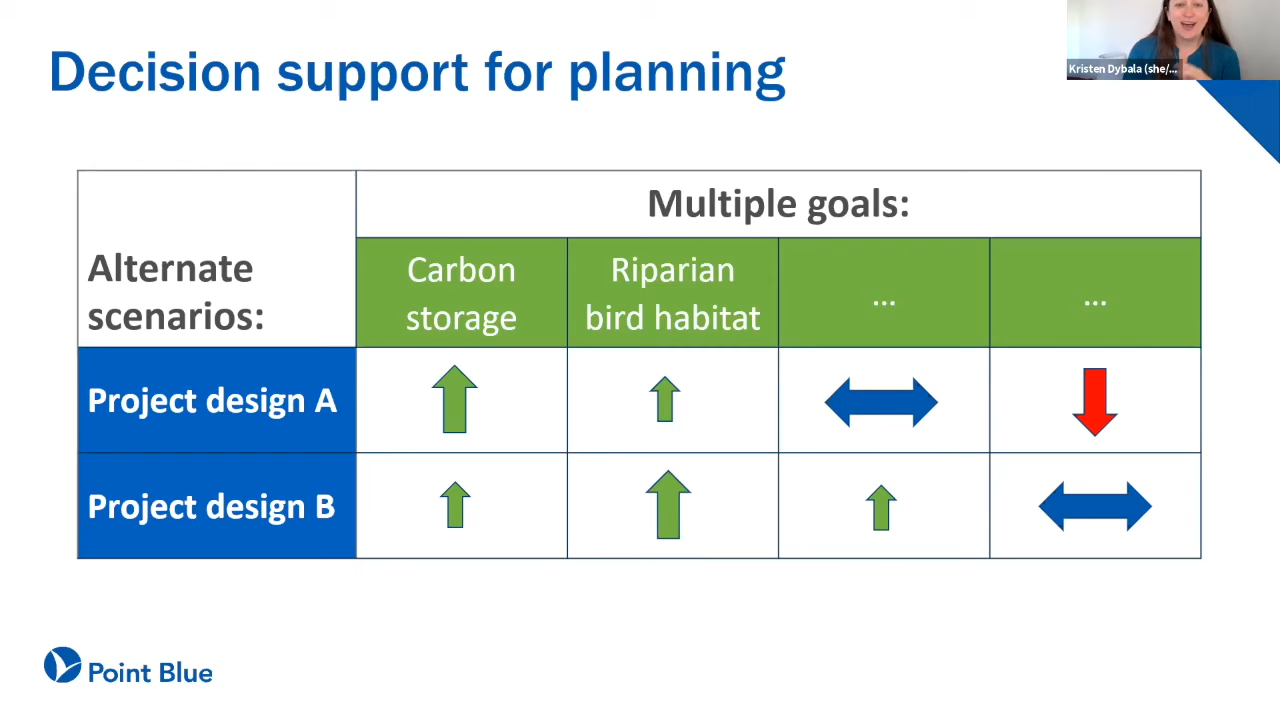 Decision support for planning
Kristen Dybala (she/...
Multiple goals:
Alternate
scenarios:
Carbon
storage
Riparian
bird habitat
...
...
Project design A
Project design B
Point Blue